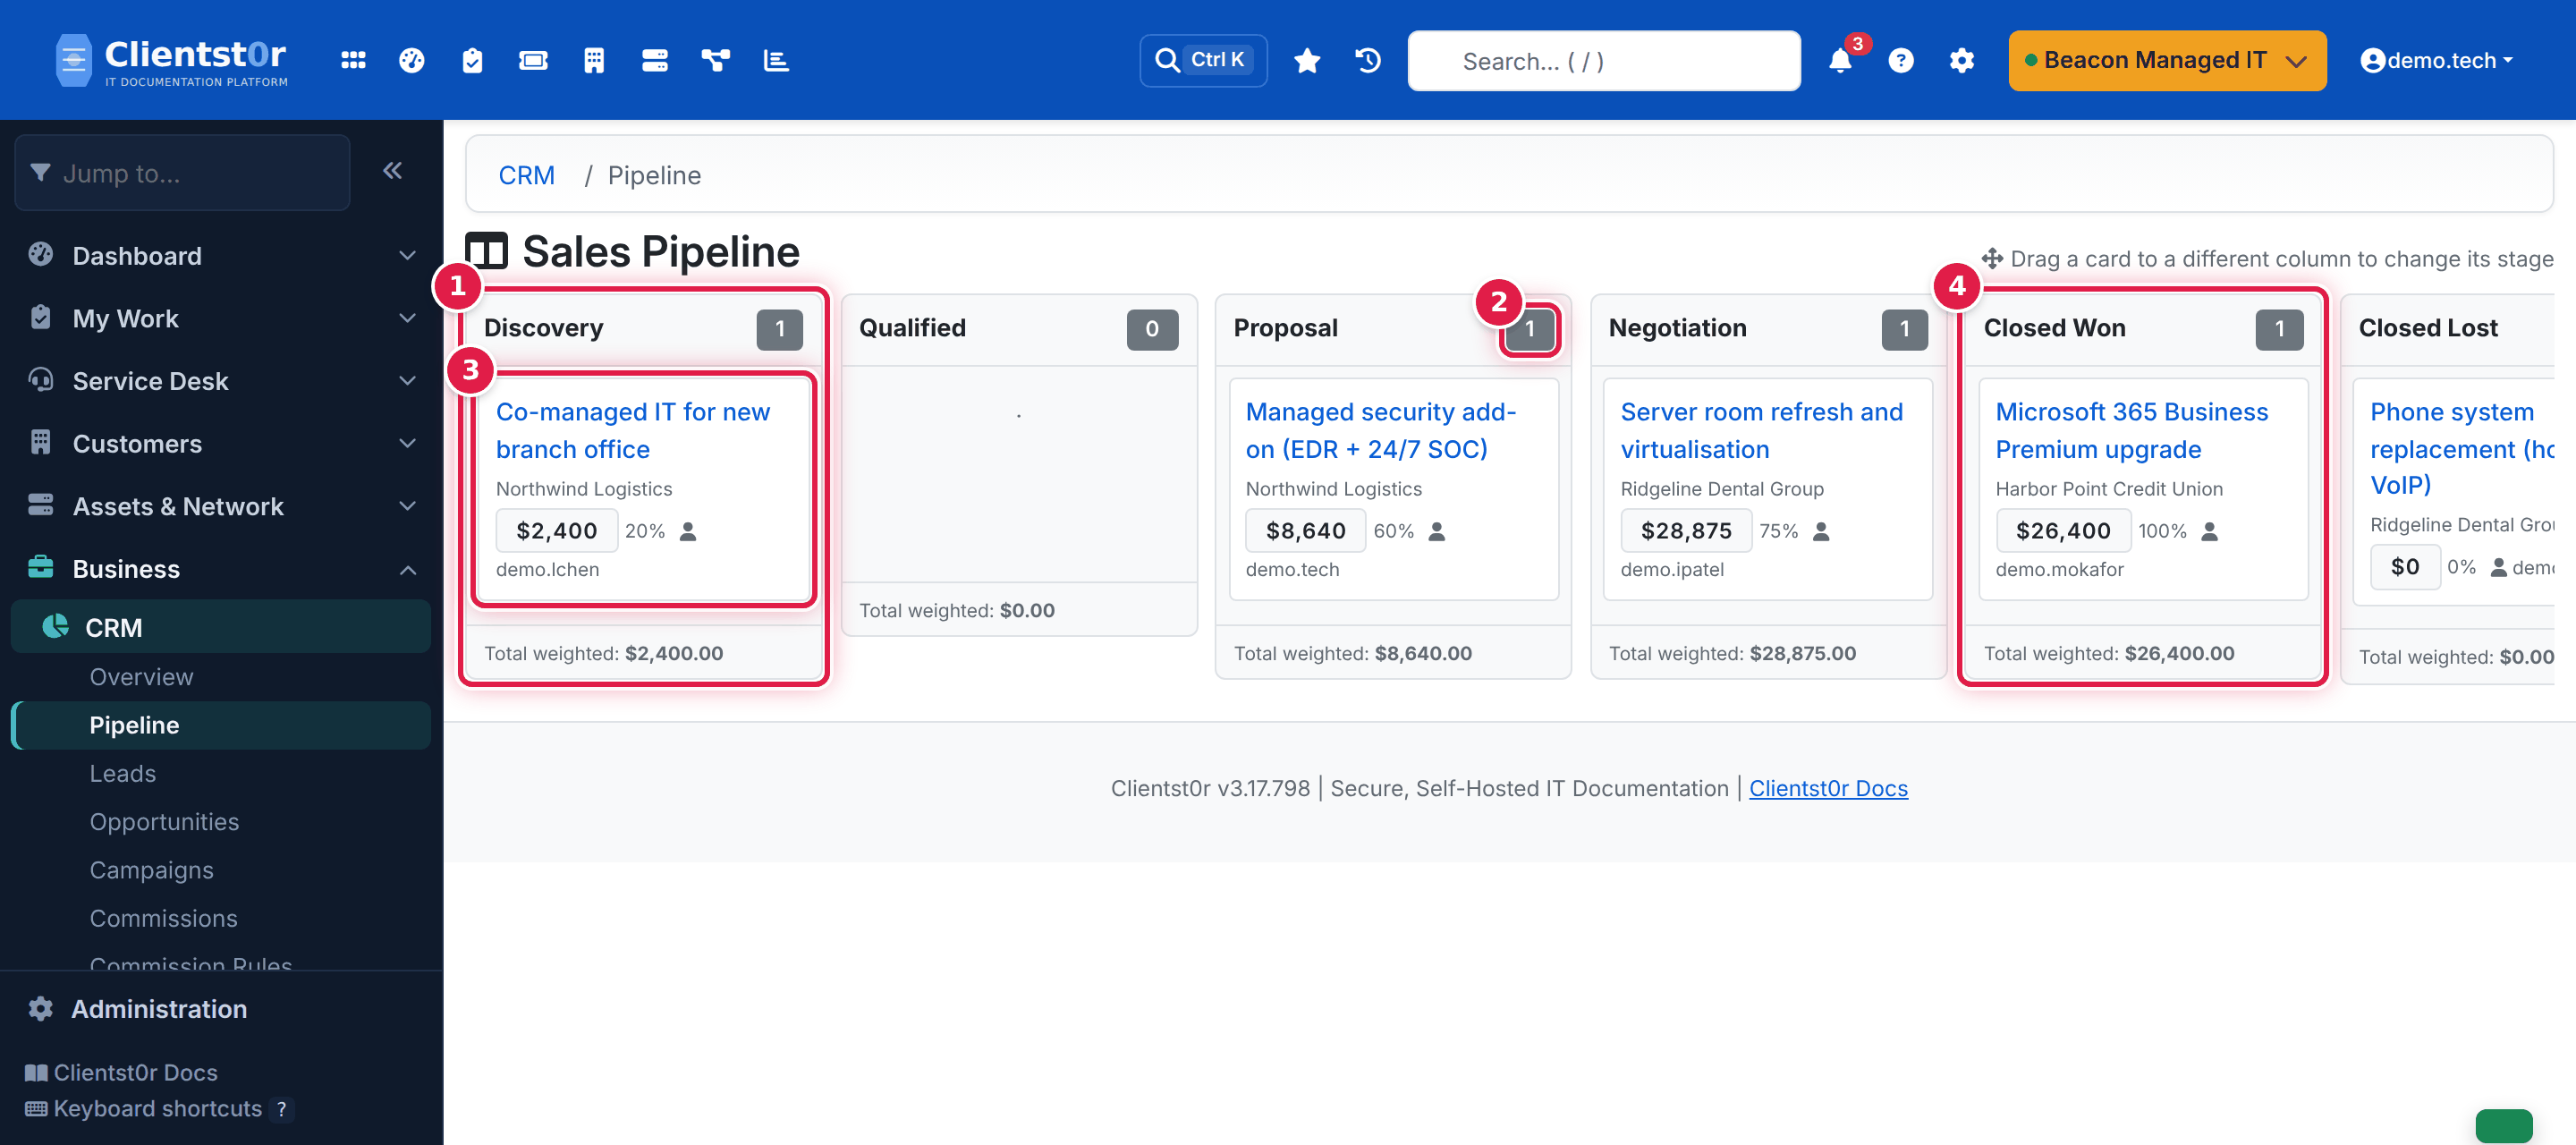 Clientst0r
IT DOCUMENTATION PLATFORM
Ctrl K
Search... ( / )
3
?
Beacon Managed IT
demo.tech
Jump to...
Dashboard
My Work
Service Desk
Customers
Assets & Network
Business
CRM
Overview
Pipeline
Leads
Opportunities
Campaigns
Commissions
Commission Rules
Administration
Clientst0r Docs
Keyboard shortcuts ?
CRM / Pipeline
Sales Pipeline
Drag a card to a different column to change its stage
1
Discovery 1
3
Co-managed IT for new
branch office
Northwind Logistics
$2,400 20%
demo.lchen
Total weighted: $2,400.00
Qualified 0
Total weighted: $0.00
2
Proposal 1
Managed security add-
on (EDR + 24/7 SOC)
Northwind Logistics
$8,640 60%
demo.tech
Total weighted: $8,640.00
Negotiation 1
Server room refresh and
virtualisation
Ridgeline Dental Group
$28,875 75%
demo.ipatel
Total weighted: $28,875.00
4
Closed Won 1
Microsoft 365 Business
Premium upgrade
Harbor Point Credit Union
$26,400 100%
demo.mokafor
Total weighted: $26,400.00
Closed Lost
Phone system
replacement
VoIP)
Ridgeline Dental
$0 0%
Total weighted: $0.00
Clientst0r v3.17.798 | Secure, Self-Hosted IT Documentation | Clientst0r Docs